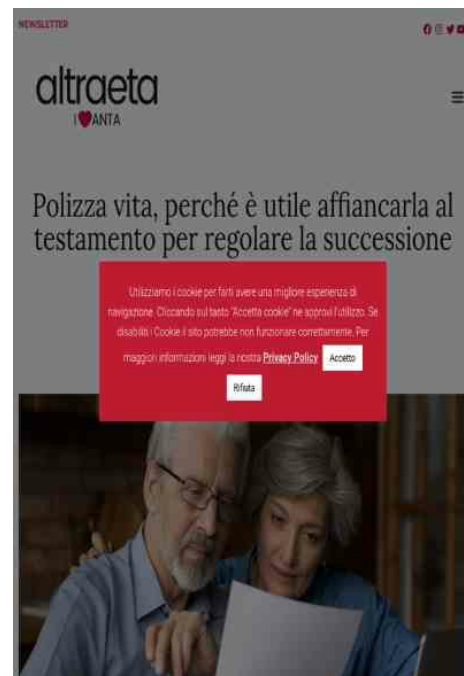 NEWSLETTER
altraeta
I ANTA
Polizza vita, perché è utile affiancarla al
testamento per regolare la successione
Utilizziamo i cookie per farti avere una migliore esperienza di
navigazione. Cliccando sul tasto "Accetta cookie" ne approvi l'utilizzo. Se
disabiliti i Cookie il sito potrebbe non funzionare correttamente. Per
maggiori informazioni leggi la nostra Privacy Policy Accetto
Rifiuta